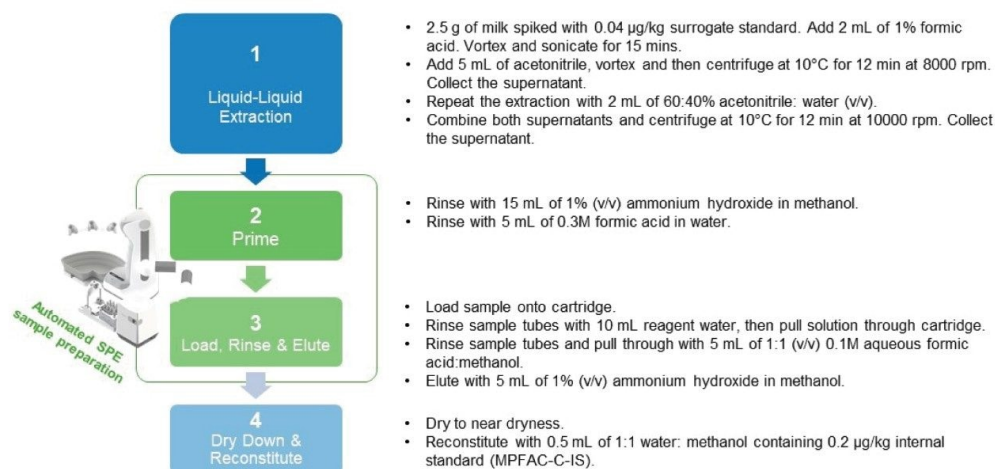 1
Liquid-Liquid
Extraction
• 2.5 g of milk spiked with 0.04 µg/kg surrogate standard. Add 2 mL of 1% formic
acid. Vortex and sonicate for 15 mins.
• Add 5 mL of acetonitrile, vortex and then centrifuge at 10°C for 12 min at 8000 rpm.
Collect the supernatant.
• Repeat the extraction with 2 mL of 60:40% acetonitrile: water (v/v).
• Combine both supernatants and centrifuge at 10°C for 12 min at 10000 rpm. Collect
the supernatant.
Automated SPE
sample preparation
2
Prime
• Rinse with 15 mL of 1% (v/v) ammonium hydroxide in methanol.
• Rinse with 5 mL of 0.3M formic acid in water.
3
Load, Rinse & Elute
• Load sample onto cartridge.
• Rinse sample tubes with 10 mL reagent water, then pull solution through cartridge.
• Rinse sample tubes and pull through with 5 mL of 1:1 (v/v) 0.1M aqueous formic
acid:methanol.
• Elute with 5 mL of 1% (v/v) ammonium hydroxide in methanol.
4
Dry Down &
Reconstitute
• Dry to near dryness.
• Reconstitute with 0.5 mL of 1:1 water: methanol containing 0.2 µg/kg internal
standard (MPFAC-C-IS).